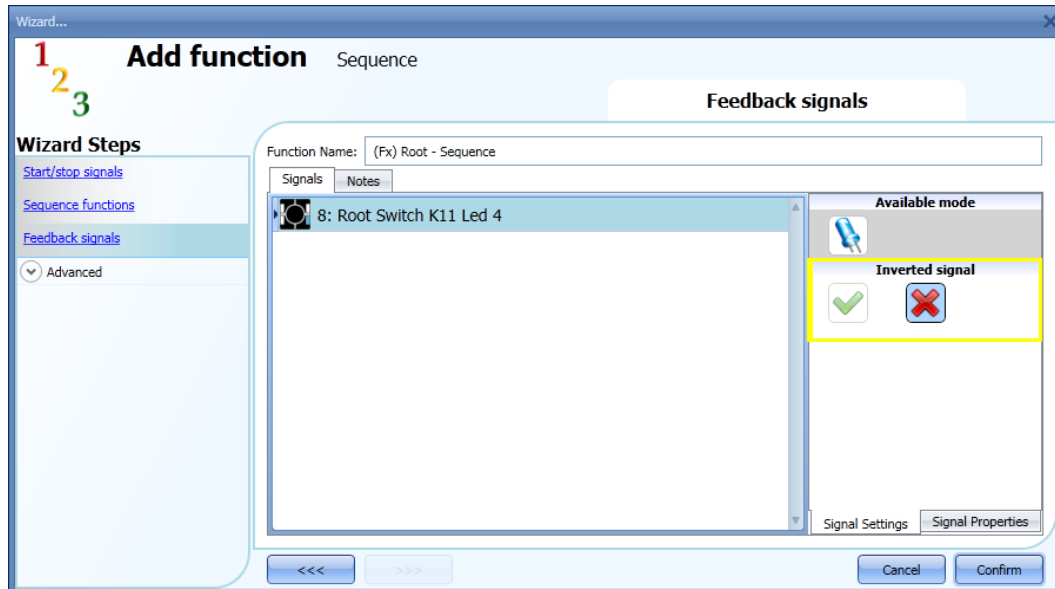 Wizard...
1 2 3
Add function Sequence
Feedback signals
Wizard Steps
Start/stop signals
Sequence functions
Feedback signals
Advanced
Function Name: (Fx) Root - Sequence
Signals Notes
8: Root Switch K11 Led 4
Available mode
Inverted signal
Signal Settings Signal Properties
<<< >>> Cancel Confirm